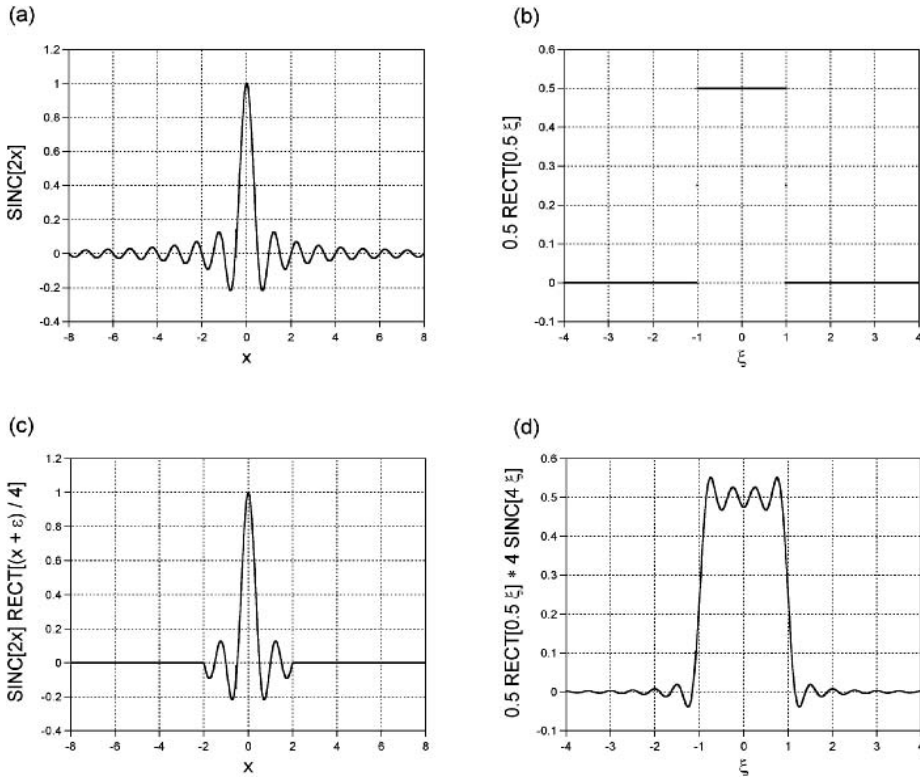 (a)
1.2
1
0.8
0.6
0.4
0.2
0
-0.2
-0.4
SINC[2x]
-8 -6 -4 -2 0 2 4 6 8
x
(b)
0.6
0.5
0.4
0.3
0.2
0.1
0
-0.1
0.5 RECT[0.5 ξ]
-4 -3 -2 -1 0 1 2 3 4
ξ
(c)
1.2
1
0.8
0.6
0.4
0.2
0
-0.2
-0.4
SINC[2x] RECT[(x + ε) / 4]
-8 -6 -4 -2 0 2 4 6 8
x
(d)
0.6
0.5
0.4
0.3
0.2
0.1
0
-0.1
0.5 RECT[0.5 ξ] * 4 SINC[4 ξ]
-4 -3 -2 -1 0 1 2 3 4
ξ